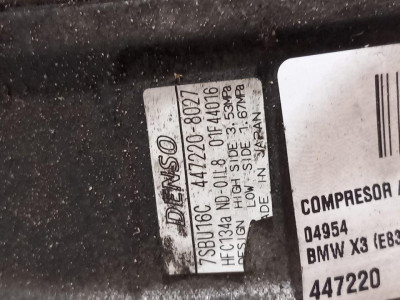 DENSO
7SBU16C 447220-8027
HFC134a ND-OIL8 01F44016
DESIGN HIGH SIDE 3.53MPa
LOW SIDE 1.67MPa
MADE IN JAPAN
COMPRESOR
04954
BMW X3 (E83
447220